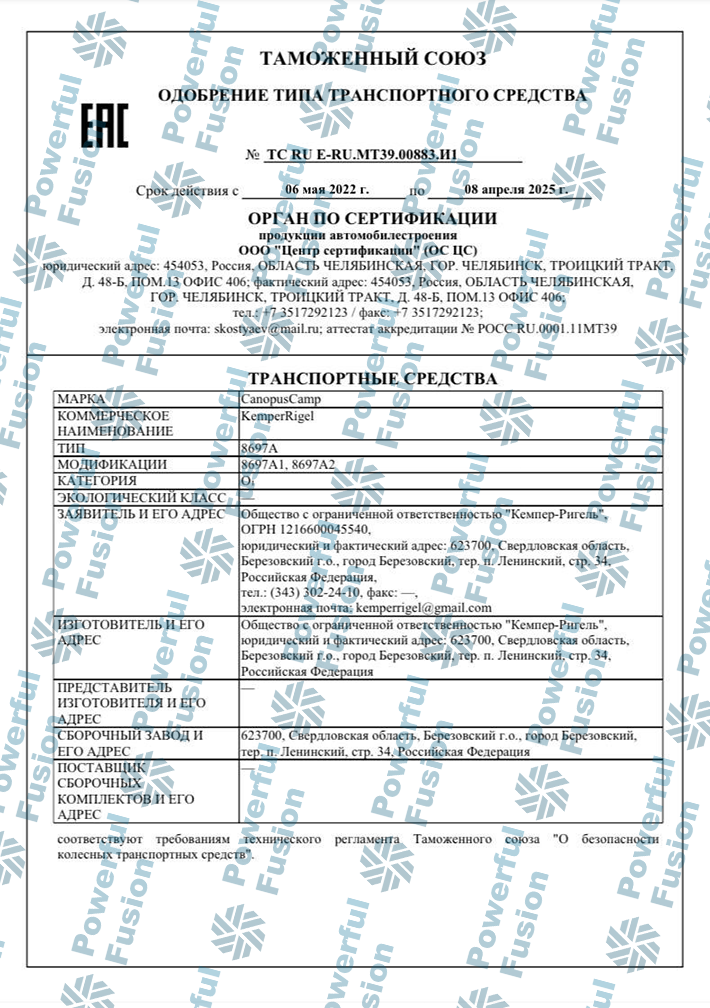 ТАМОЖЕННЫЙ СОЮЗ
ОДОБРЕНИЕ ТИПА ТРАНСПОРТНОГО СРЕДСТВА
ЕАС
№ ТС RU E-RU.MT39.00883.И1
Срок действия с 06 мая 2022 г. по 08 апреля 2025 г.
ОРГАН ПО СЕРТИФИКАЦИИ
продукции автомобилестроения
ООО "Центр сертификации" (ОС ЦС)
юридический адрес: 454053, Россия, ОБЛАСТЬ ЧЕЛЯБИНСКАЯ, ГОР. ЧЕЛЯБИНСК, ТРОИЦКИЙ ТРАКТ,
Д. 48-Б, ПОМ.13 ОФИС 406; фактический адрес: 454053, Россия, ОБЛАСТЬ ЧЕЛЯБИНСКАЯ,
ГОР. ЧЕЛЯБИНСК, ТРОИЦКИЙ ТРАКТ, Д. 48-Б, ПОМ.13 ОФИС 406;
тел.: +7 3517292123 / факс: +7 3517292123;
электронная почта: skostyaev@mail.ru; аттестат аккредитации № РОСС RU.0001.11МТ39
ТРАНСПОРТНЫЕ СРЕДСТВА
МАРКА CanopusCamp
КОММЕРЧЕСКОЕ KemperRigel
НАИМЕНОВАНИЕ
ТИП 8697A
МОДИФИКАЦИИ 8697A1, 8697A2
КАТЕГОРИЯ O₁
ЭКОЛОГИЧЕСКИЙ КЛАСС —
ЗАЯВИТЕЛЬ И ЕГО АДРЕС Общество с ограниченной ответственностью "Кемпер-Ригель",
ОГРН 1216600045540,
юридический и фактический адрес: 623700, Свердловская область,
Березовский г.о., город Березовский, тер. п. Ленинский, стр. 34,
Российская Федерация,
тел.: (343) 302-24-10, факс: —,
электронная почта: kemperrigel@gmail.com
ИЗГОТОВИТЕЛЬ И ЕГО Общество с ограниченной ответственностью "Кемпер-Ригель",
АДРЕС юридический и фактический адрес: 623700, Свердловская область,
Березовский г.о., город Березовский, тер. п. Ленинский, стр. 34,
Российская Федерация
ПРЕДСТАВИТЕЛЬ —
ИЗГОТОВИТЕЛЯ И ЕГО
АДРЕС
СБОРОЧНЫЙ ЗАВОД И 623700, Свердловская область, Березовский г.о., город Березовский,
ЕГО АДРЕС тер. п. Ленинский, стр. 34, Российская Федерация
ПОСТАВЩИК —
СБОРОЧНЫХ
КОМПЛЕКТОВ И ЕГО
АДРЕС
соответствуют требованиям технического регламента Таможенного союза "О безопасности
колесных транспортных средств".
Powerful
Fusion